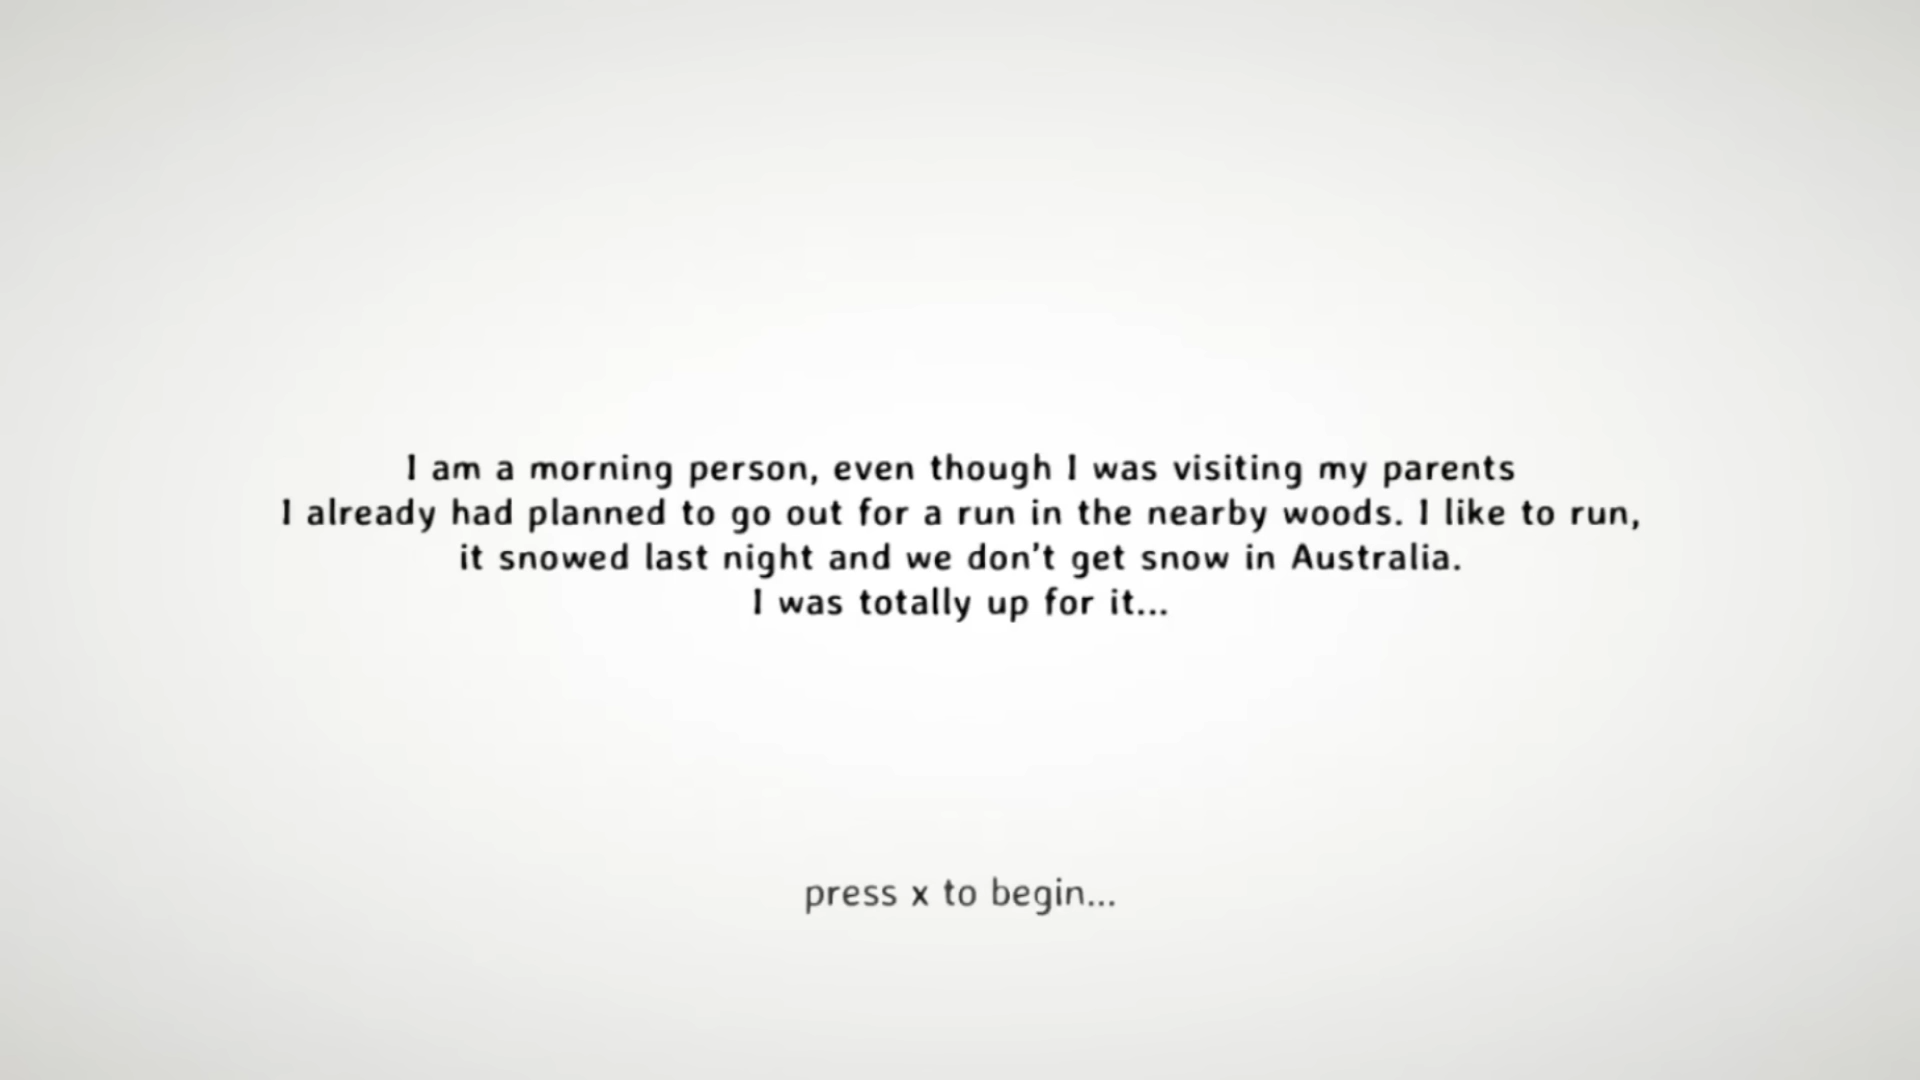 I am a morning person, even though I was visiting my parents
I already had planned to go out for a run in the nearby woods. I like to run,
it snowed last night and we don't get snow in Australia.
I was totally up for it...
press x to begin...